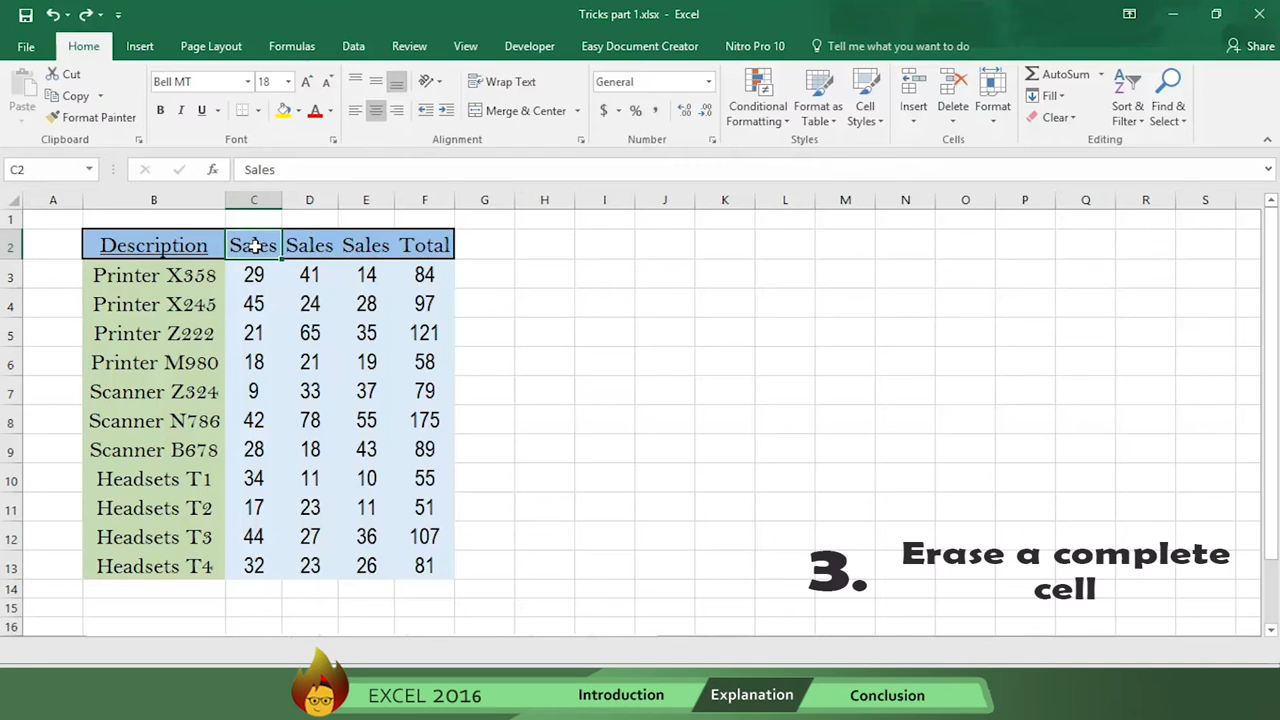 Tricks part 1.xlsx - Excel
File Home Insert Page Layout Formulas Data Review View Developer Easy Document Creator Nitro Pro 10 Tell me what you want to do Share
Paste
Cut
Copy
Format Painter
Clipboard
Bell MT 18
B I U
Font
Wrap Text
Merge & Center
Alignment
General
$ % ,
Number
Conditional Formatting
Format as Table
Cell Styles
Styles
Insert Delete Format
Cells
AutoSum
Fill
Clear
Sort & Filter
Find & Select
Editing
C2 fx Sales
A B C D E F G H I J K L M N O P Q R S
1
2 Description Sales Sales Sales Total
3 Printer X358 29 41 14 84
4 Printer X245 45 24 28 97
5 Printer Z222 21 65 35 121
6 Printer M980 18 21 19 58
7 Scanner Z324 9 33 37 79
8 Scanner N786 42 78 55 175
9 Scanner B678 28 18 43 89
10 Headsets T1 34 11 10 55
11 Headsets T2 17 23 11 51
12 Headsets T3 44 27 36 107
13 Headsets T4 32 23 26 81
14
15
16
3. Erase a complete
cell
EXCEL 2016 Introduction Explanation Conclusion